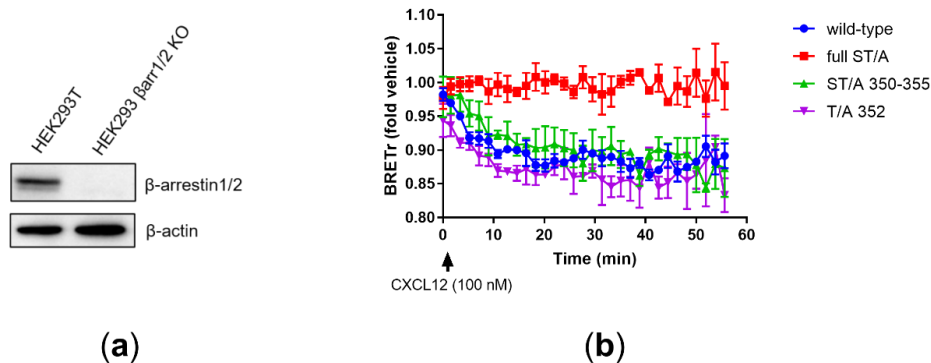 HEK293T
HEK293 βarr1/2 KO
β-arrestin1/2
β-actin
(a)
BRETr (fold vehicle)
1.10
1.05
1.00
0.95
0.90
0.85
0.80
0
10
20
30
40
50
60
Time (min)
CXCL12 (100 nM)
wild-type
full ST/A
ST/A 350-355
T/A 352
(b)